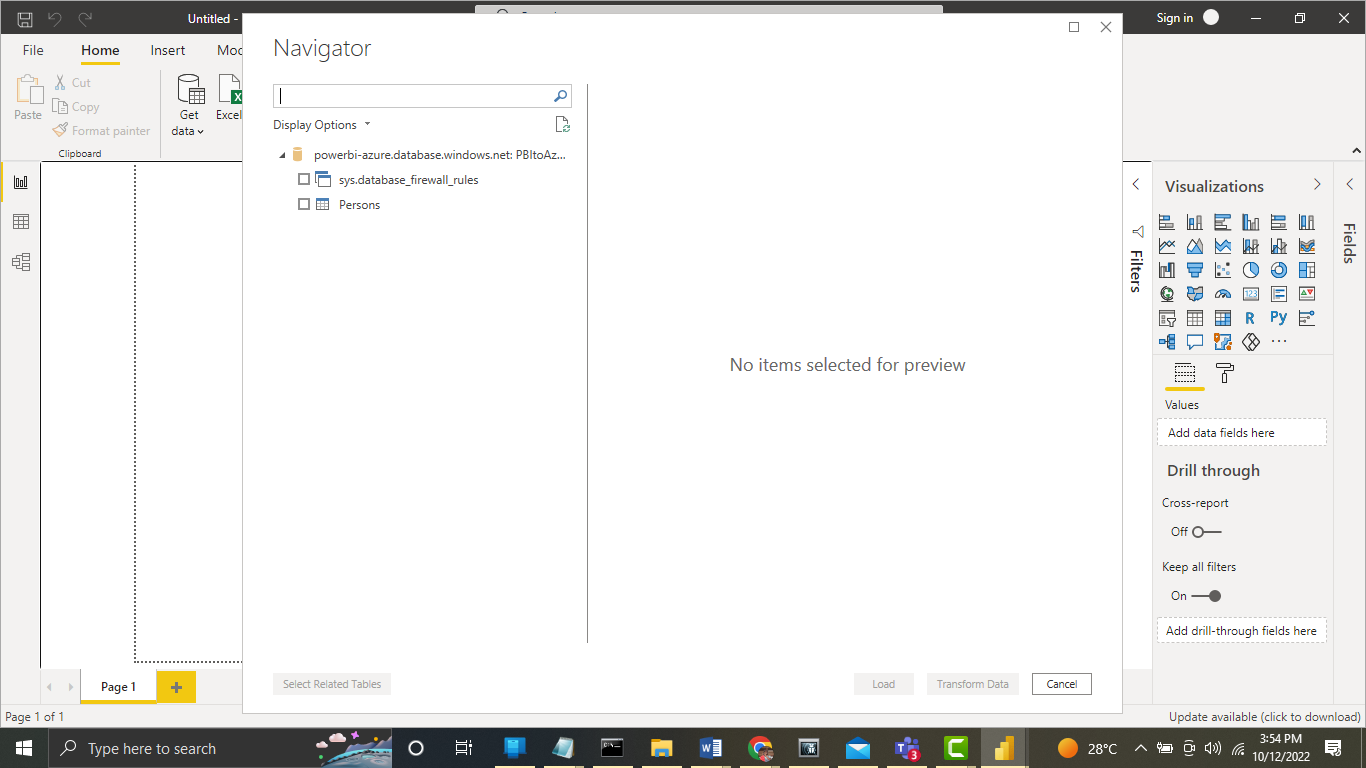 Untitled -
Sign in
Navigator
File
Home
Insert
Mod
Paste
Cut
Copy
Format painter
Clipboard
Get
data
Excel
Display Options
powerbi-azure.database.windows.net: PBItoAz...
sys.database_firewall_rules
Persons
No items selected for preview
Select Related Tables
Load
Transform Data
Cancel
Filters
Visualizations
Fields
123
R
Py
...
Values
Add data fields here
Drill through
Cross-report
Off
Keep all filters
On
Add drill-through fields here
Page 1
Page 1 of 1
Update available (click to download)
Type here to search
3
28°C
3:54 PM
10/12/2022